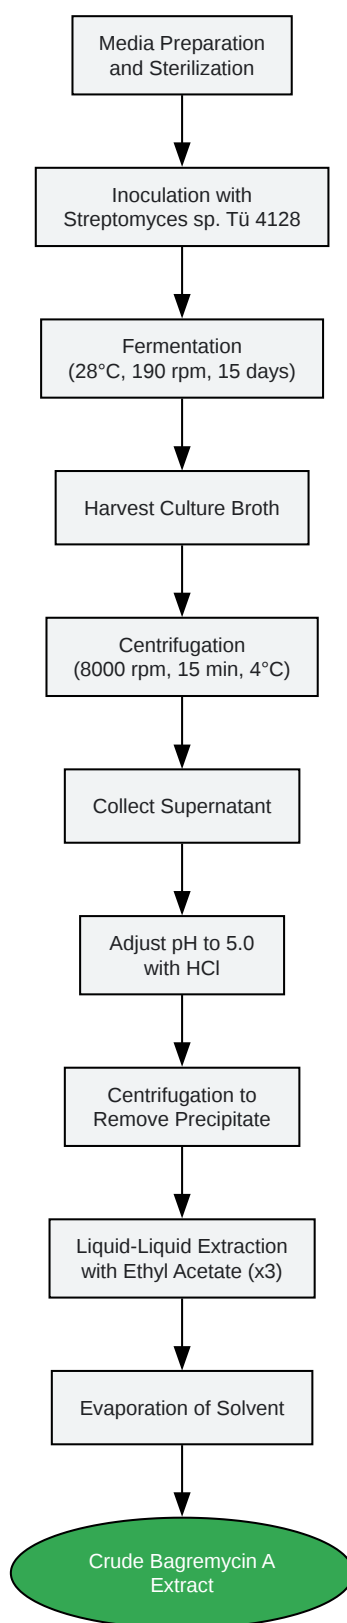 Media Preparation
and Sterilization
Inoculation with
Streptomyces sp. Tü 4128
Fermentation
(28°C, 190 rpm, 15 days)
Harvest Culture Broth
Centrifugation
(8000 rpm, 15 min, 4°C)
Collect Supernatant
Adjust pH to 5.0
with HCl
Centrifugation to
Remove Precipitate
Liquid-Liquid Extraction
with Ethyl Acetate (x3)
Evaporation of Solvent
Crude Bagremycin A
Extract